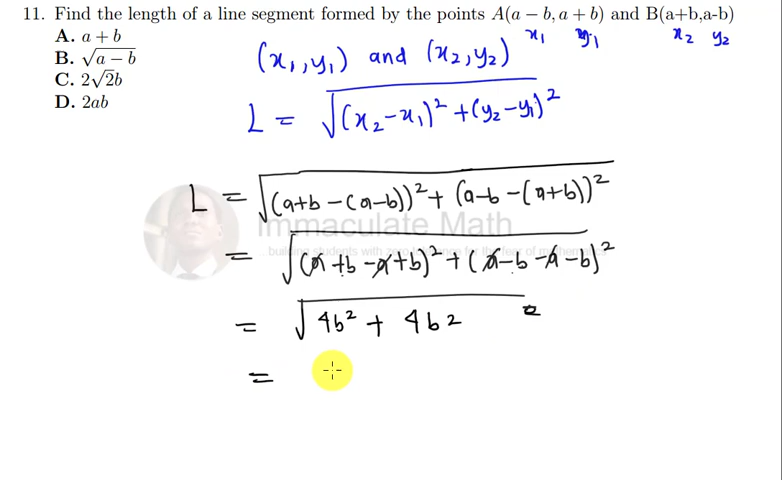 11. Find the length of a line segment formed by the points A(a − b, a + b) and B(a+b,a-b)
x₁ y₁ x₂ y₂
A. a + b
B. √(a − b)
C. 2√2b
D. 2ab
(x₁,y₁) and (x₂,y₂)
L = √((x₂-x₁)²+(y₂-y₁)²)
L = √((a+b-(a-b))²+(a-b-(a+b))²)
Immaculate Math
= √((a+b-a+b)²+(a-b-a-b)²)
= √(4b²+4b²)
=